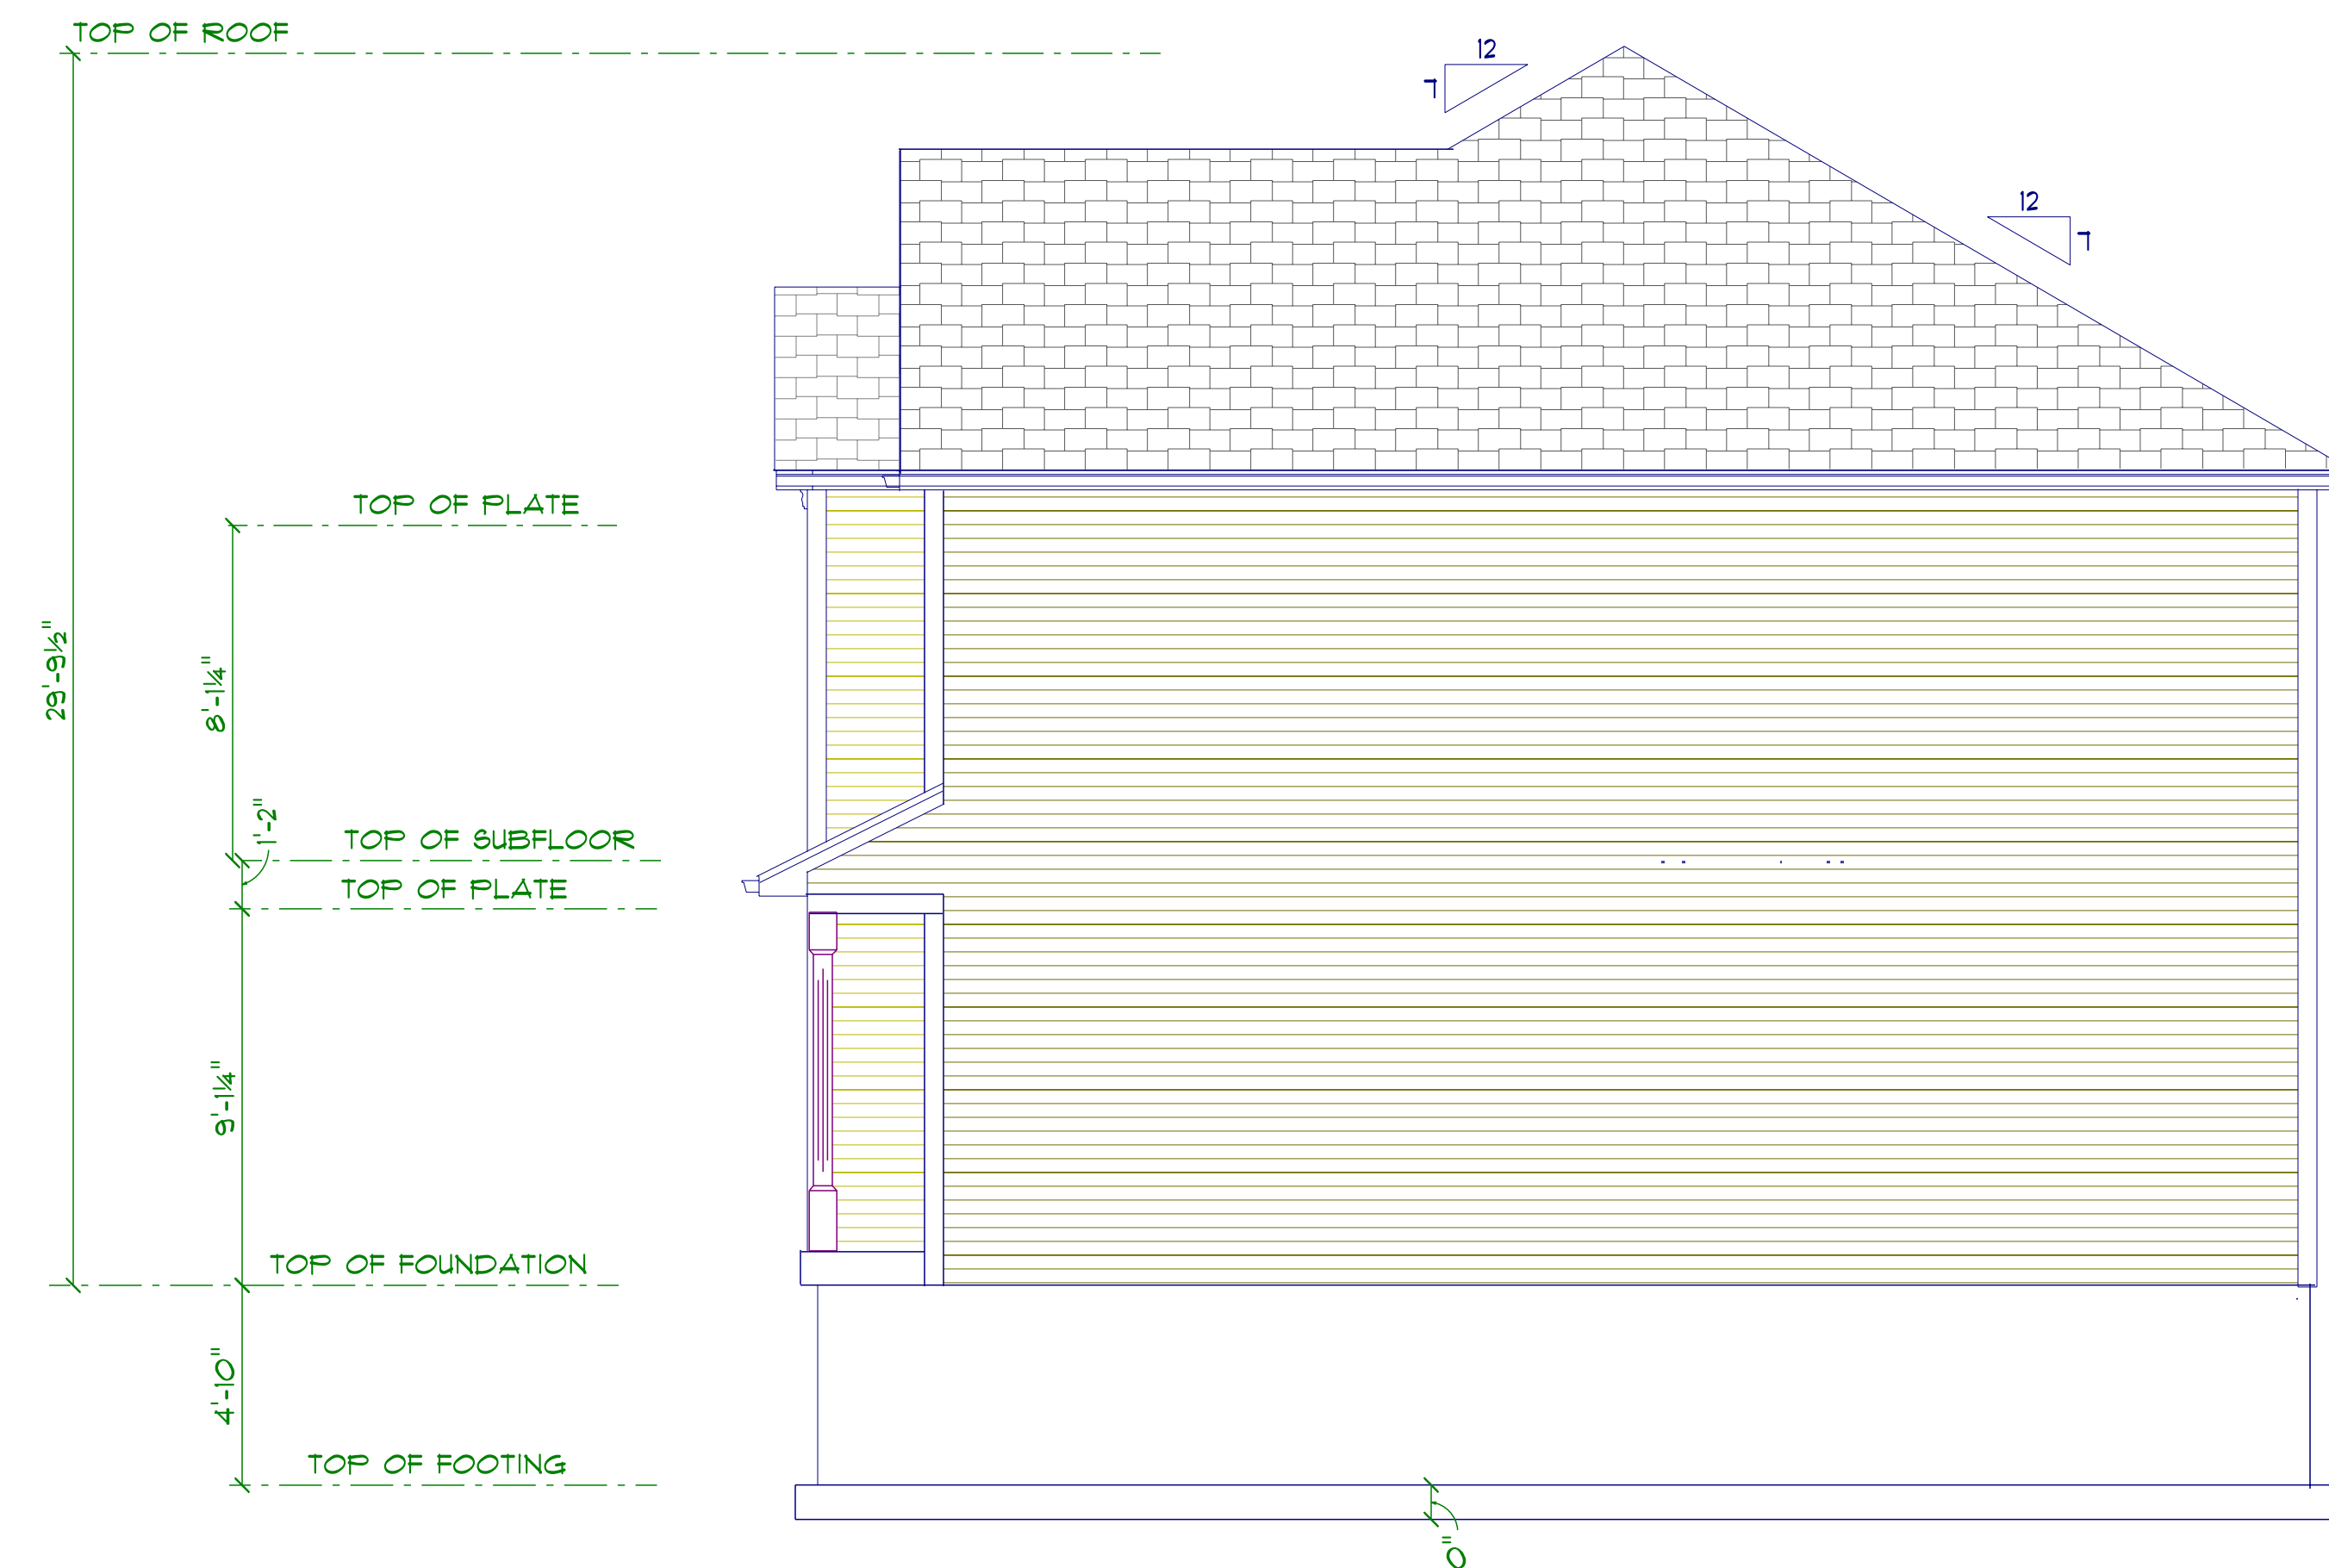 TOP OF ROOF
12
7
12
7
TOP OF PLATE
29'-9½"
8'-1¼"
1'-2"
TOP OF SUBFLOOR
TOP OF PLATE
9'-1¼"
TOP OF FOUNDATION
4'-10"
TOP OF FOOTING
0"